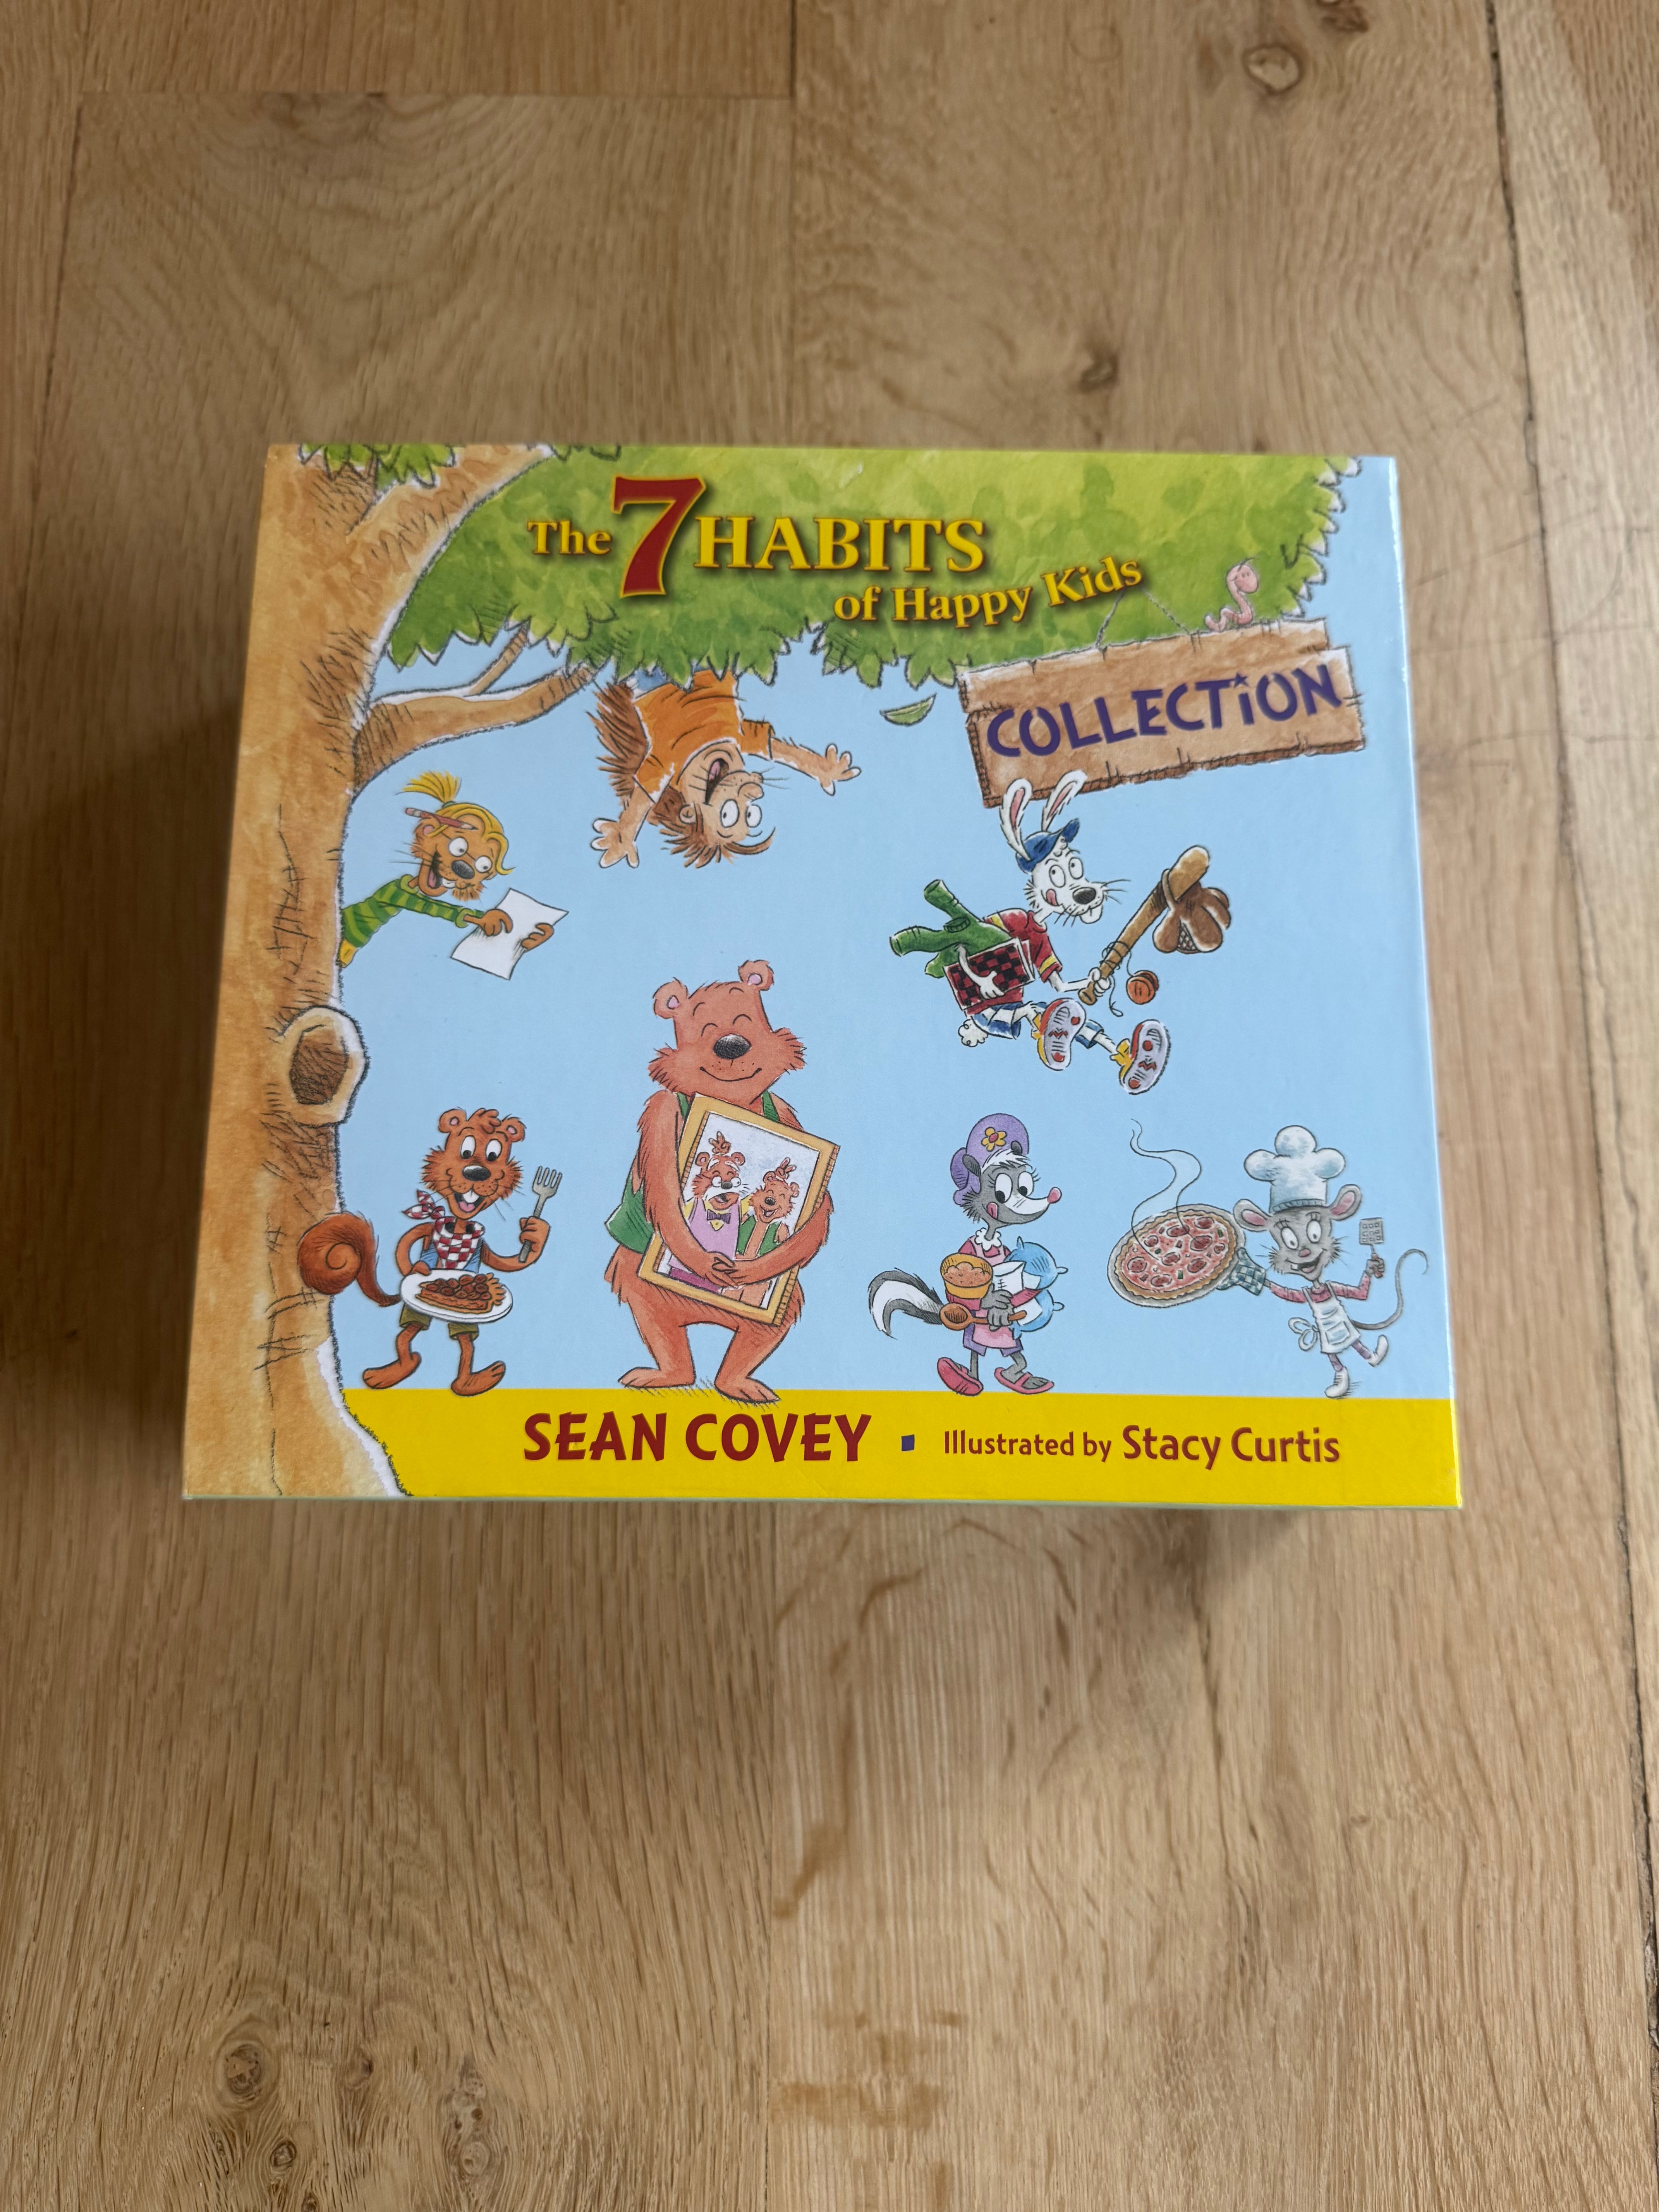 The 7 HABITS
of Happy Kids
COLLECTION
SEAN COVEY ▪ Illustrated by Stacy Curtis